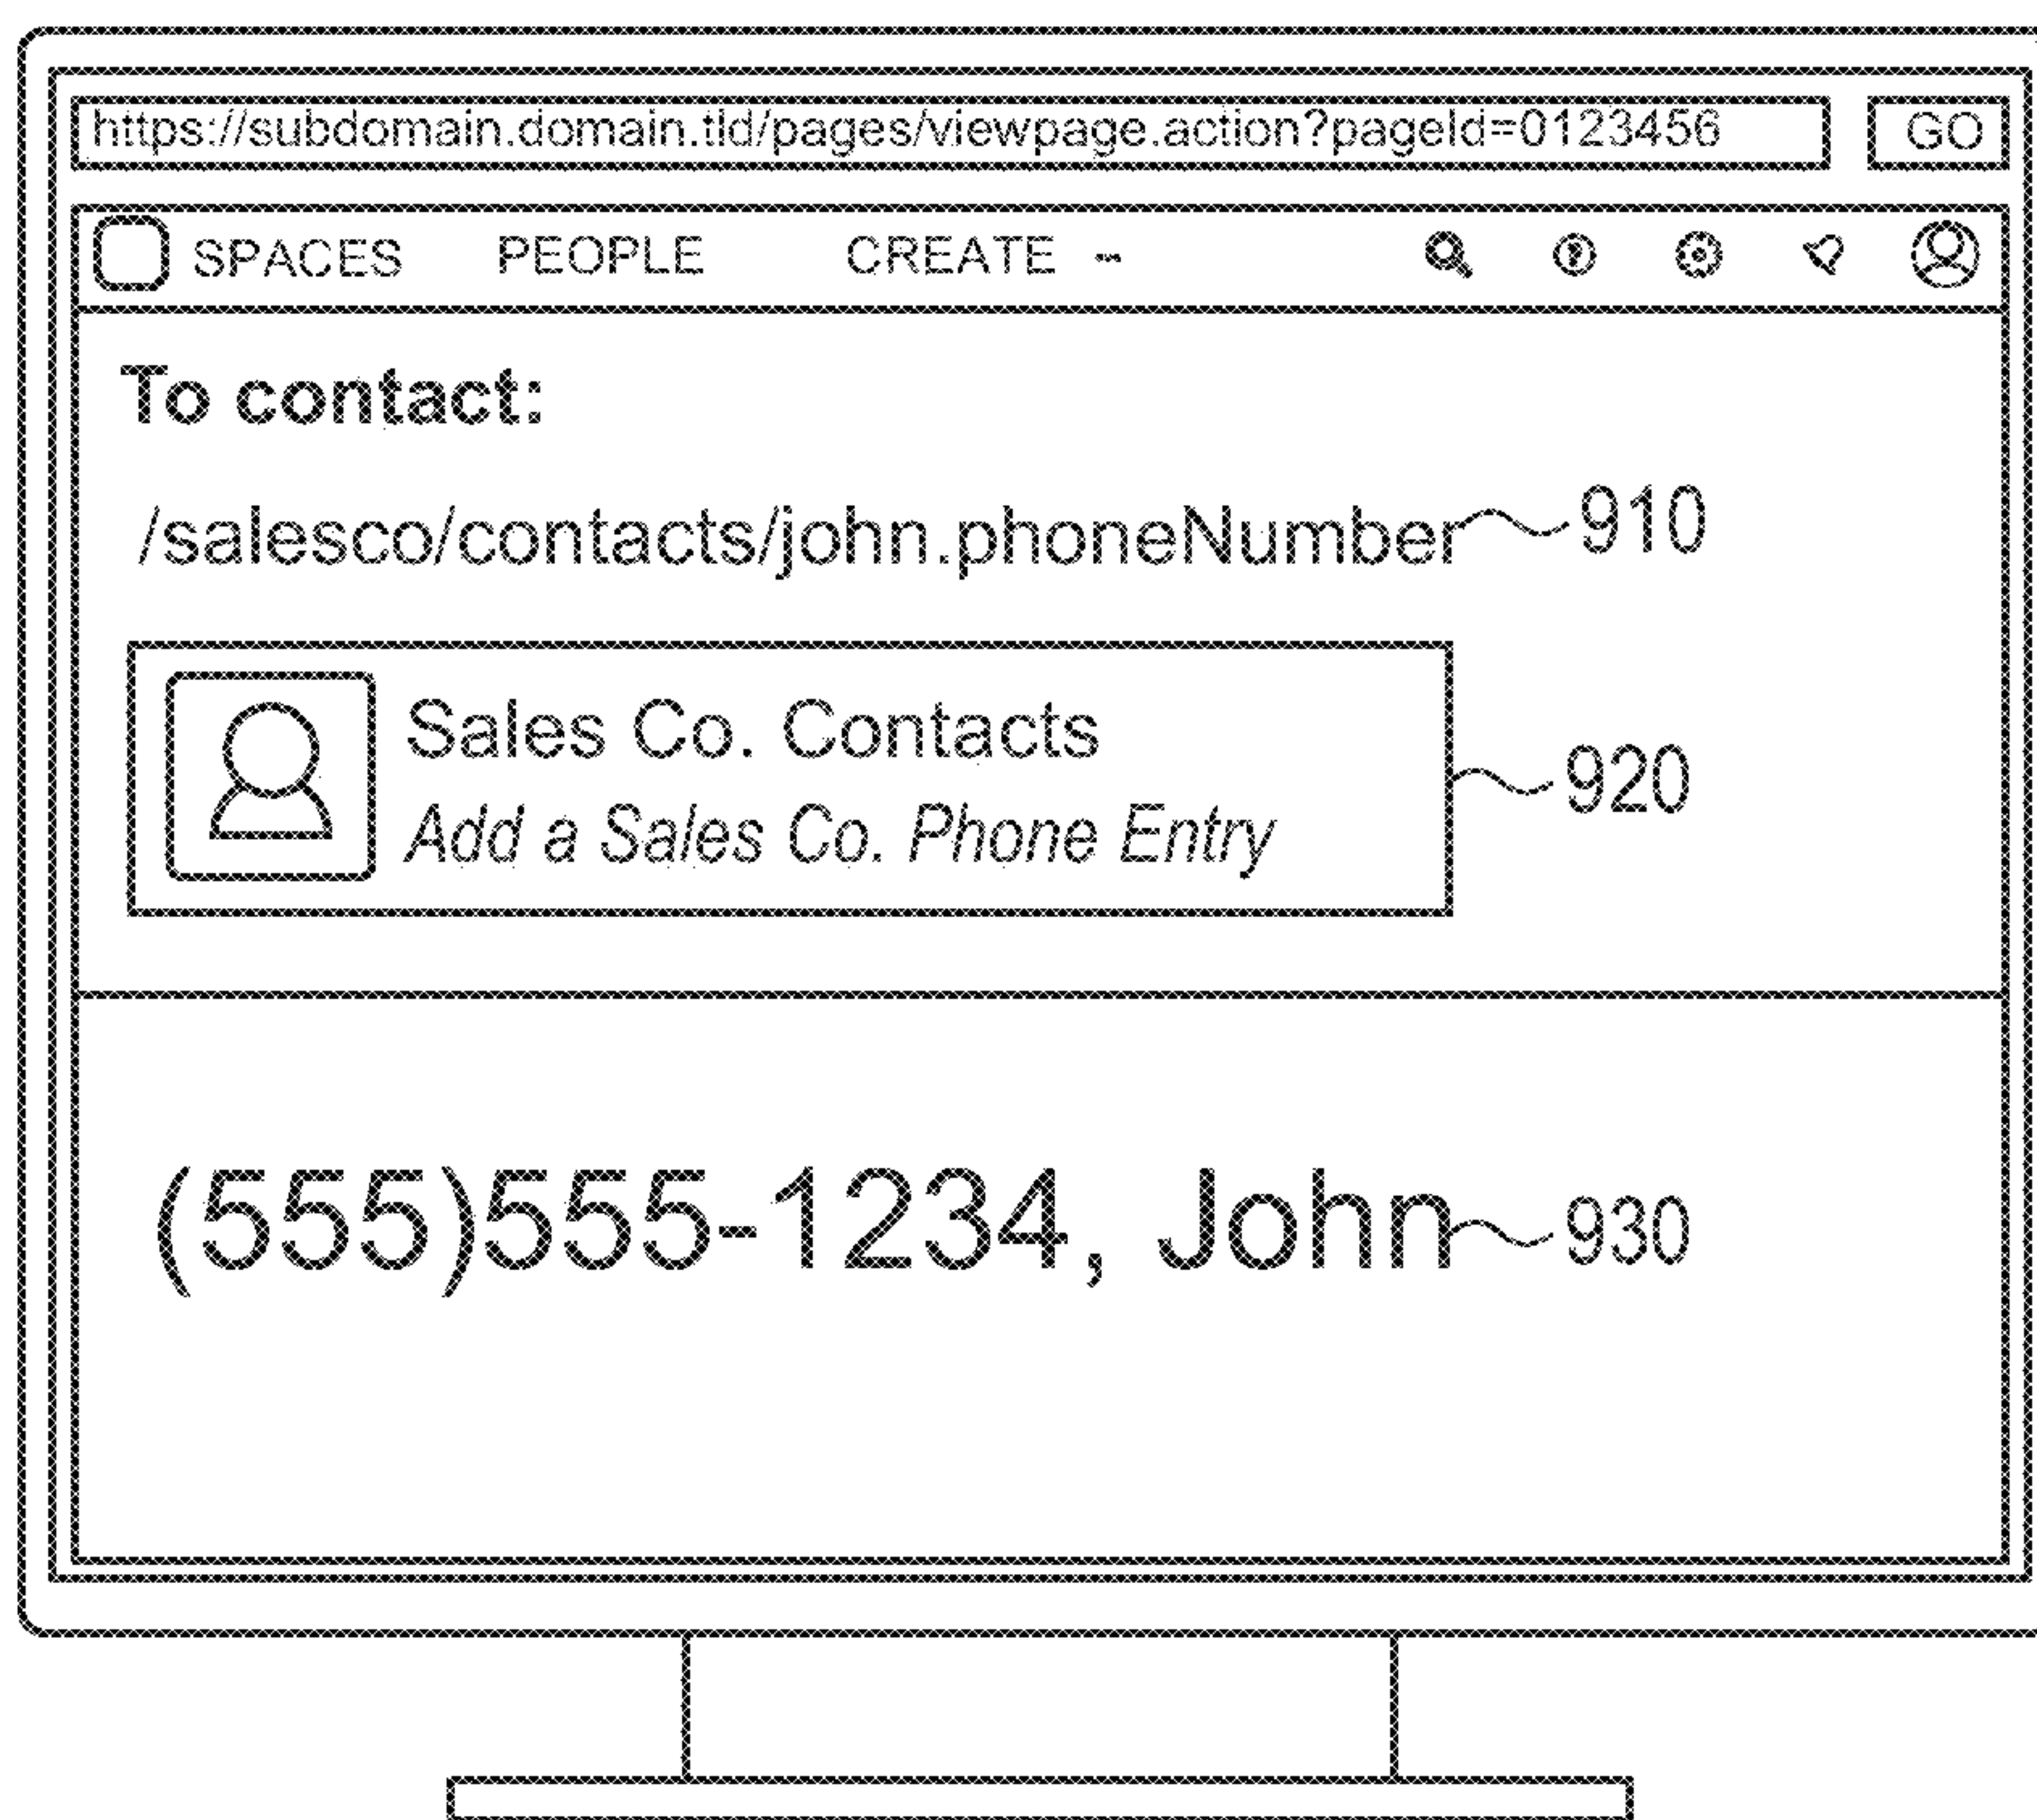 https://subdomain.domain.tld/pages/viewpage.action?pageId=0123456 GO
SPACES PEOPLE CREATE ···
To contact:
/salesco/contacts/john.phoneNumber 910
Sales Co. Contacts
Add a Sales Co. Phone Entry
920
(555)555-1234, John 930